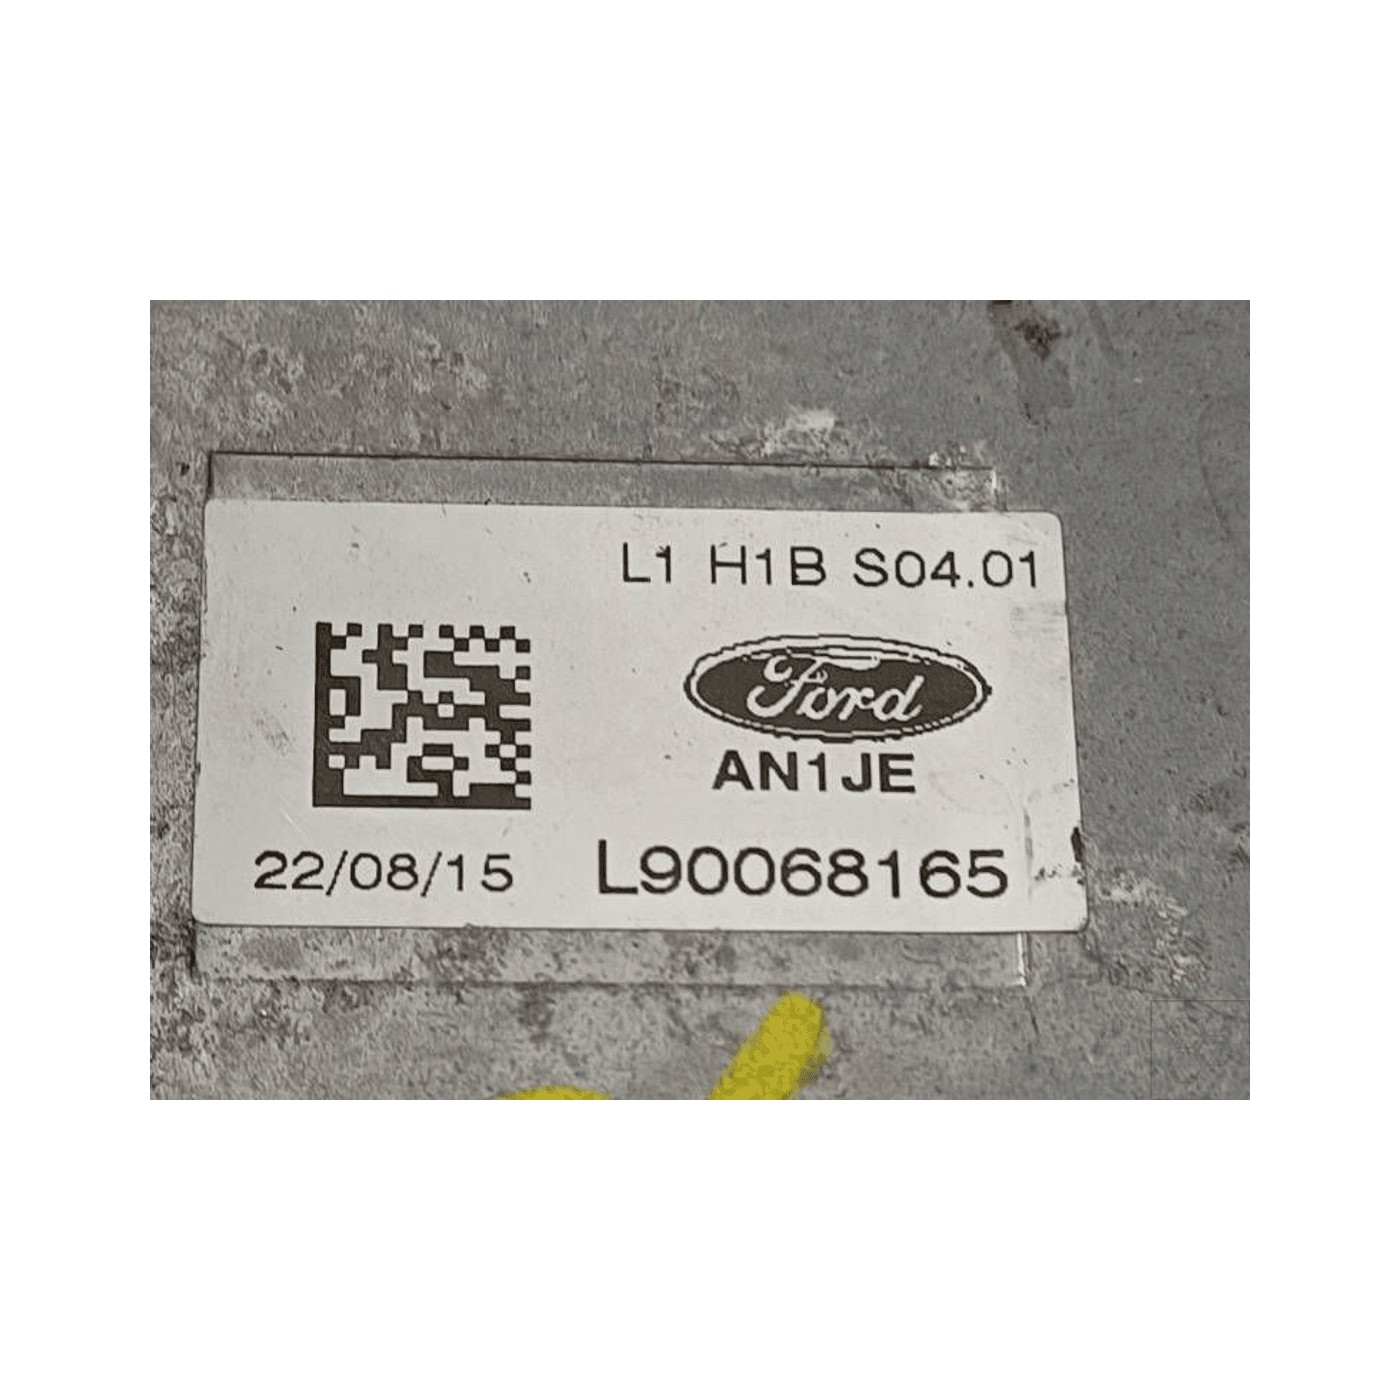 L1 H1B S04.01
Ford
AN1JE
22/08/15 L90068165